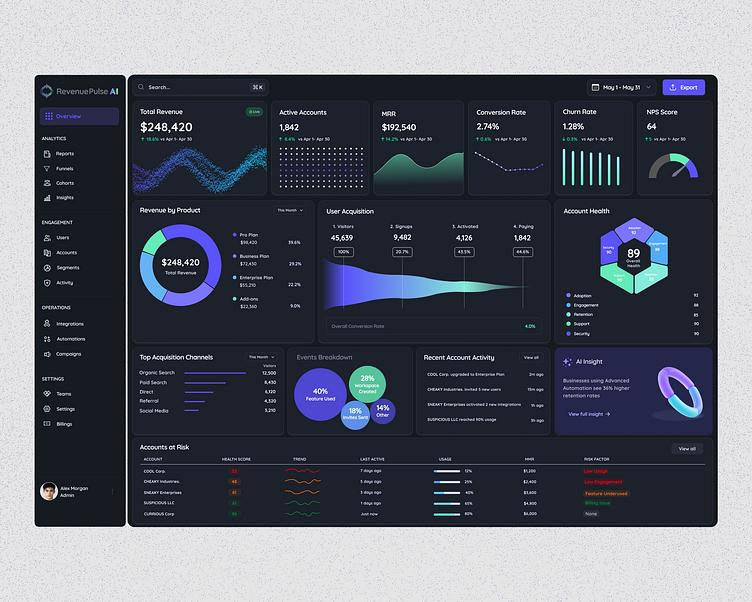 RevenuePulse AI
Overview
ANALYTICS
Reports
Funnels
Cohorts
Insights
ENGAGEMENT
Users
Accounts
Segments
Activity
OPERATIONS
Integrations
Automations
Campaigns
SETTINGS
Teams
Settings
Billings
Alex Morgan
Admin
Search...
⌘ K
May 1 - May 31
Export
Total Revenue
Live
$248,420
↑ 18.6% vs Apr 1- Apr 30
Active Accounts
1,842
↑ 8.4% vs Apr 1- Apr 30
MRR
$192,540
↑ 14.2% vs Apr 1- Apr 30
Conversion Rate
2.74%
↑ 0.6% vs Apr 1- Apr 30
Churn Rate
1.28%
↓ 0.3% vs Apr 1- Apr 30
NPS Score
64
↑ 5 vs Apr 1- Apr 30
Revenue by Product
This Month
$248,420
Total Revenue
Pro Plan
$98,420 39.6%
Business Plan
$72,430 29.2%
Enterprise Plan
$55,210 22.2%
Add-ons
$22,360 9.0%
User Acquisition
1. Visitors 2. Signups 3. Activated 4. Paying
45,639 9,482 4,126 1,842
100% 20.7% 43.5% 44.6%
Overall Conversion Rate 4.0%
Account Health
Adoption
92
Engagement
88
Security
90
89
Overall
Health
90
Adoption 92
Engagement 88
Retention 85
Support 90
Security 90
Top Acquisition Channels
This Month
Visitors
Organic Search 12,500
Paid Search 8,430
Direct 6,120
Referral 4,320
Social Media 3,210
Events Breakdown
40%
Feature Used
28%
Workspace
Created
18%
Invites Sent
14%
Other
Recent Account Activity
View all
COOL Corp. upgraded to Enterprise Plan 2m ago
CHEAKY Industries. invited 5 new users 15m ago
SNEAKY Enterprises activated 2 new integrations 1h ago
SUSPICIOUS LLC reached 90% usage 3h ago
AI Insight
Businesses using Advanced
Automation see 36% higher
retention rates
View full insight →
Accounts at Risk
View all
ACCOUNT HEALTH SCORE TREND LAST ACTIVE USAGE MRR RISK FACTOR
COOL Corp. 7 days ago 12% $1,200 Low Usage
CHEAKY Industries. 48 5 days ago 25% $2,400 Low Engagement
SNEAKY Enterprises 61 3 days ago 40% $3,600 Feature Underused
SUSPICIOUS LLC 1 days ago 65% $4,800 Billing Issue
CURRIOUS Corp Just now 80% $6,000 None